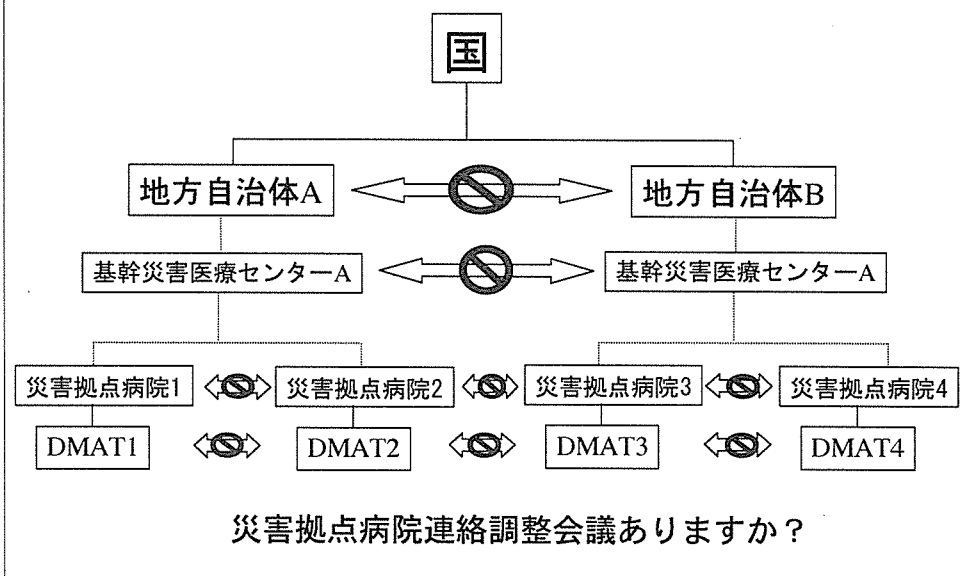 国
地方自治体A
地方自治体B
基幹災害医療センターA
基幹災害医療センターA
災害拠点病院1
災害拠点病院2
災害拠点病院3
災害拠点病院4
DMAT1
DMAT2
DMAT3
DMAT4
災害拠点病院連絡調整会議ありますか？